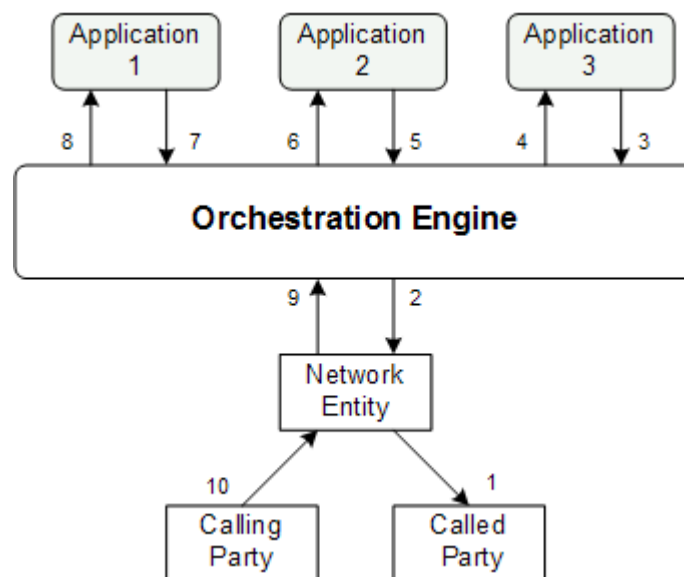 Application
1
Application
2
Application
3
8
7
6
5
4
3
Orchestration Engine
9
2
Network
Entity
10
1
Calling
Party
Called
Party